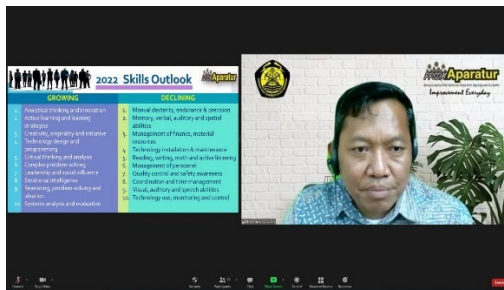 2022 Skills Outlook
Aparatur
GROWING
DECLINING
1. Analytical thinking and innovation
2. Active learning and learning
strategies
3. Creativity, originality and initiative
4. Technology design and
programming
5. Critical thinking and analysis
6. Complex problem-solving
7. Leadership and social influence
8. Emotional intelligence
9. Reasoning, problem-solving and
ideation
10. Systems analysis and evaluation
1. Manual dexterity, endurance & precision
2. Memory, verbal, auditory and spatial
abilities
3. Management of finance, material
resources
4. Technology installation & maintenance
5. Reading, writing, math and active listening
6. Management of personnel
7. Quality control and safety awareness
8. Coordination and time management
9. Visual, auditory and speech abilities
10. Technology use, monitoring and control
Aparatur
Improvement Everyday